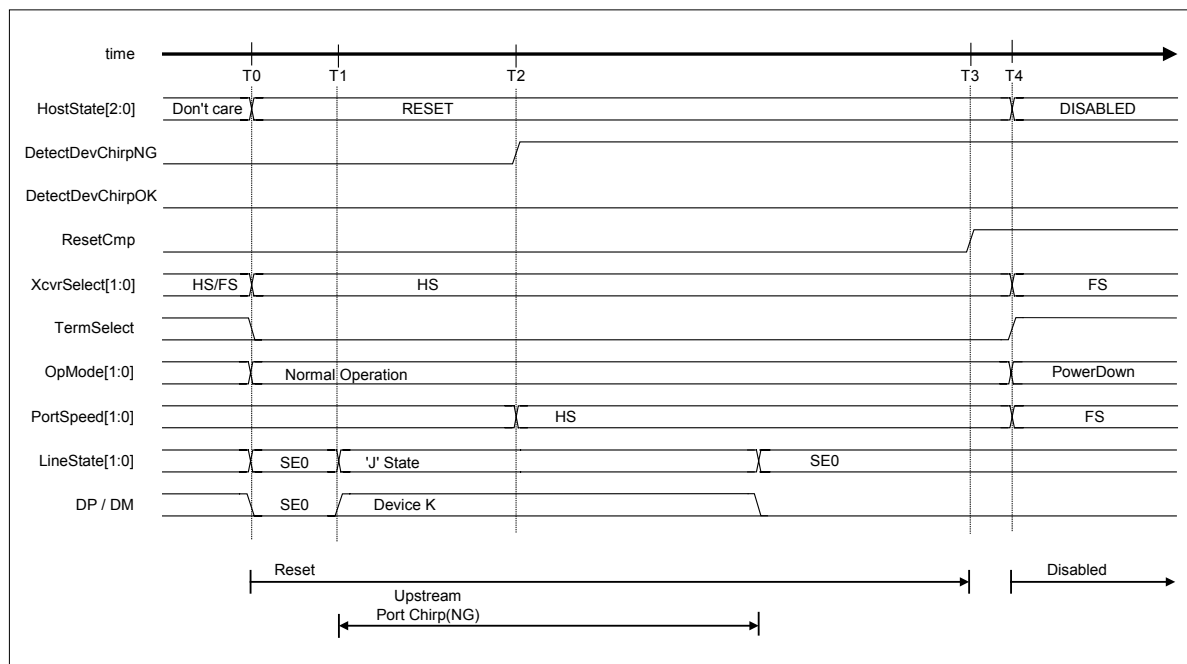 time
T0 T1 T2 T3 T4
HostState[2:0] Don't care RESET DISABLED
DetectDevChirpNG
DetectDevChirpOK
ResetCmp
XcvrSelect[1:0] HS/FS HS FS
TermSelect
OpMode[1:0] Normal Operation PowerDown
PortSpeed[1:0] HS FS
LineState[1:0] SE0 'J' State SE0
DP / DM SE0 Device K
Reset Disabled
Upstream
Port Chirp(NG)